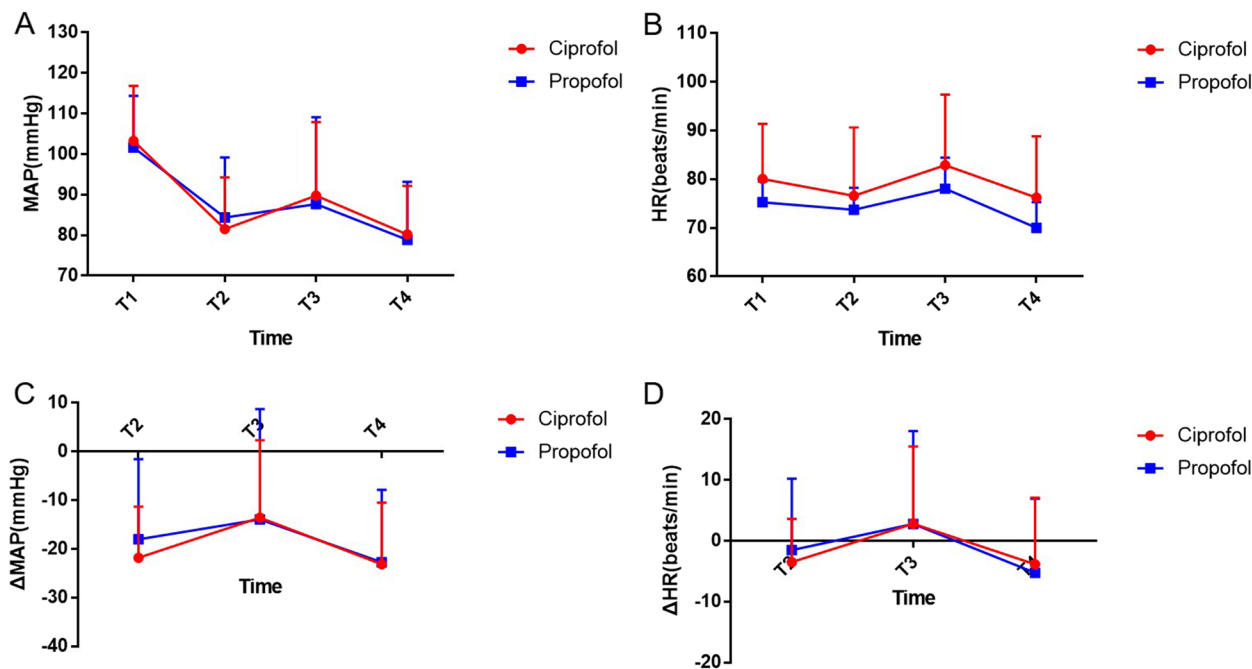 A
MAP(mmHg)
130
120
110
100
90
80
70
T1
T2
T3
T4
Time
Ciprofol
Propofol
B
HR(beats/min)
110
100
90
80
70
60
T1
T2
T3
T4
Time
Ciprofol
Propofol
C
ΔMAP(mmHg)
10
0
-10
-20
-30
-40
T2
T3
T4
Time
Ciprofol
Propofol
D
ΔHR(beats/min)
20
10
0
-10
-20
T2
T3
T4
Time
Ciprofol
Propofol